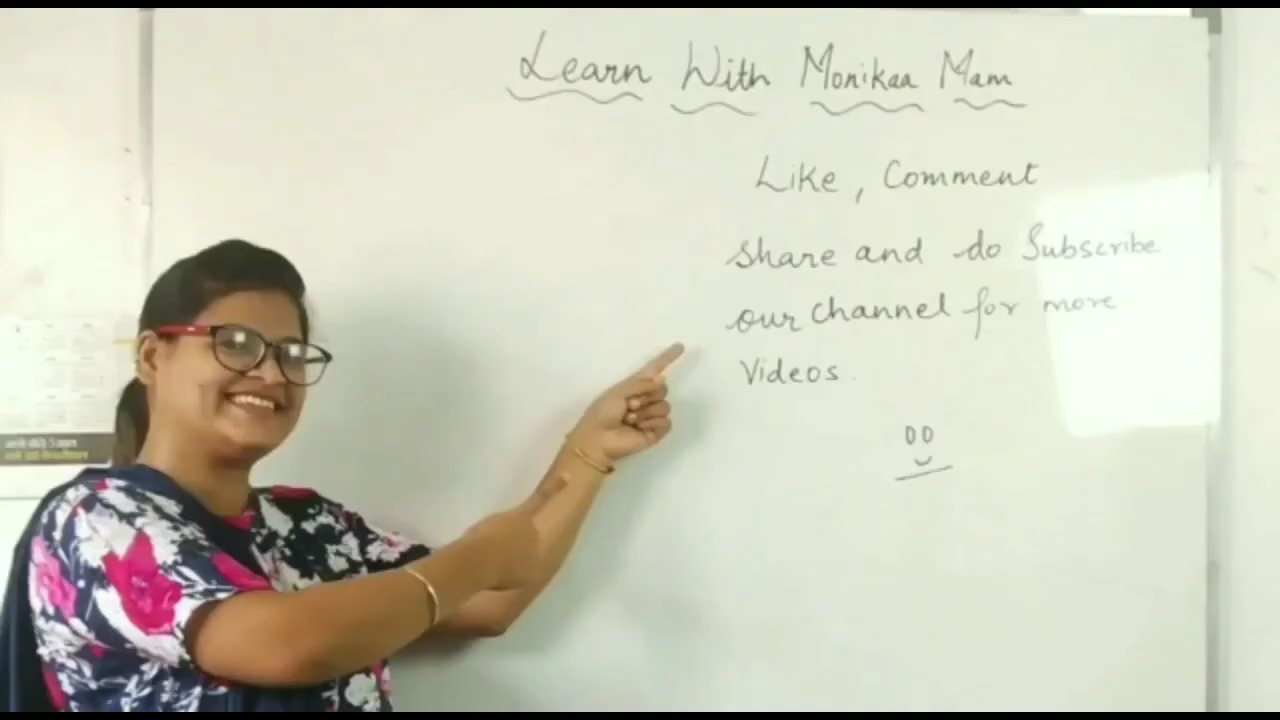 Learn With Monikaa Mam
Like, Comment
share and do Subscribe
our channel for more
Videos.